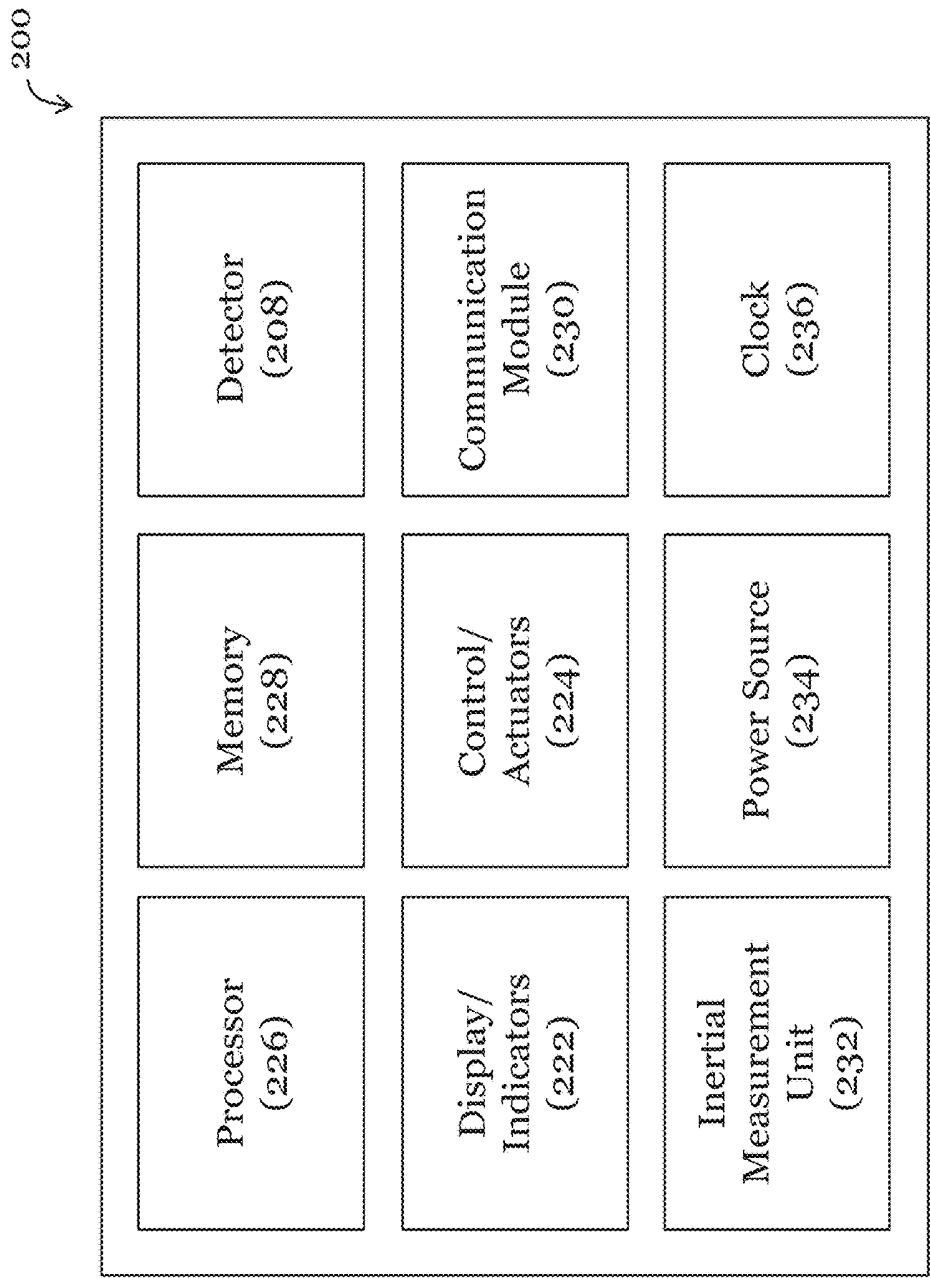 200
Processor
(226)
Memory
(228)
Detector
(208)
Display/
Indicators
(222)
Control/
Actuators
(224)
Communication
Module
(230)
Inertial
Measurement
Unit
(232)
Power Source
(234)
Clock
(236)